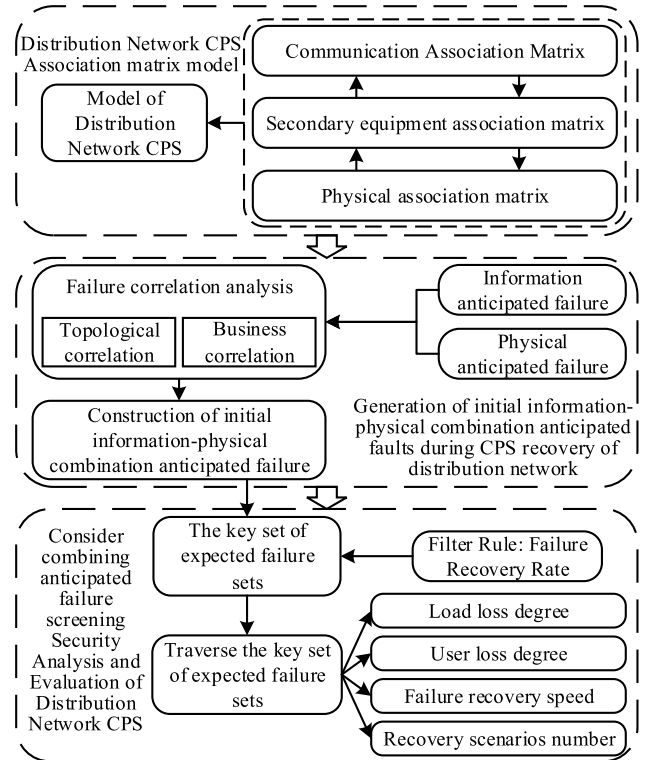 Distribution Network CPS
Association matrix model
Communication Association Matrix
Model of
Distribution
Network CPS
Secondary equipment association matrix
Physical association matrix
Failure correlation analysis
Topological
correlation
Business
correlation
Information
anticipated failure
Physical
anticipated failure
Construction of initial
information-physical
combination anticipated failure
Generation of initial information-
physical combination anticipated
faults during CPS recovery of
distribution network
Consider
combining
anticipated
failure
screening
Security
Analysis and
Evaluation of
Distribution
Network CPS
The key set of
expected failure
sets
Filter Rule: Failure
Recovery Rate
Traverse the key set
of expected failure
sets
Load loss degree
User loss degree
Failure recovery speed
Recovery scenarios number